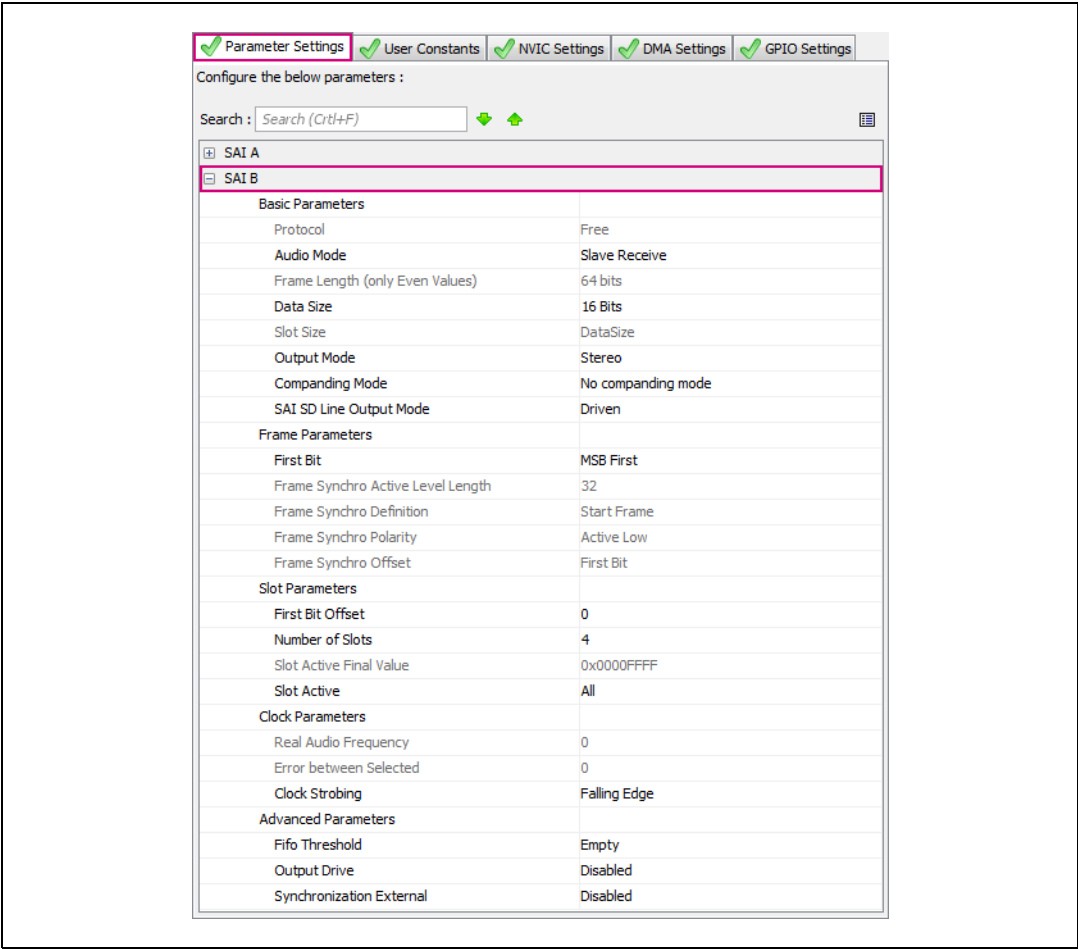 Parameter Settings User Constants NVIC Settings DMA Settings GPIO Settings
Configure the below parameters :
Search : Search (Crtl+F)
SAI A
SAI B
Basic Parameters
Protocol Free
Audio Mode Slave Receive
Frame Length (only Even Values) 64 bits
Data Size 16 Bits
Slot Size DataSize
Output Mode Stereo
Companding Mode No companding mode
SAI SD Line Output Mode Driven
Frame Parameters
First Bit MSB First
Frame Synchro Active Level Length 32
Frame Synchro Definition Start Frame
Frame Synchro Polarity Active Low
Frame Synchro Offset First Bit
Slot Parameters
First Bit Offset 0
Number of Slots 4
Slot Active Final Value 0x0000FFFF
Slot Active All
Clock Parameters
Real Audio Frequency 0
Error between Selected 0
Clock Strobing Falling Edge
Advanced Parameters
Fifo Threshold Empty
Output Drive Disabled
Synchronization External Disabled